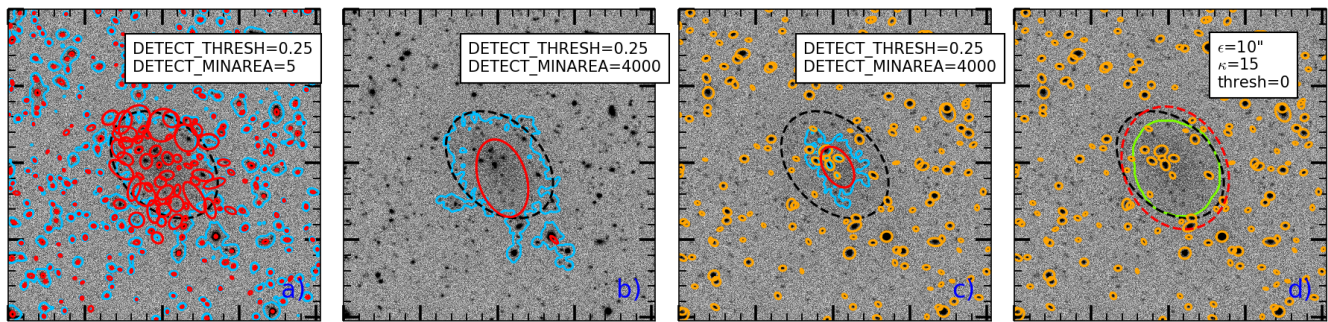 DETECT_THRESH=0.25
DETECT_MINAREA=5
a)
DETECT_THRESH=0.25
DETECT_MINAREA=4000
b)
DETECT_THRESH=0.25
DETECT_MINAREA=4000
c)
ϵ=10"
κ=15
thresh=0
d)